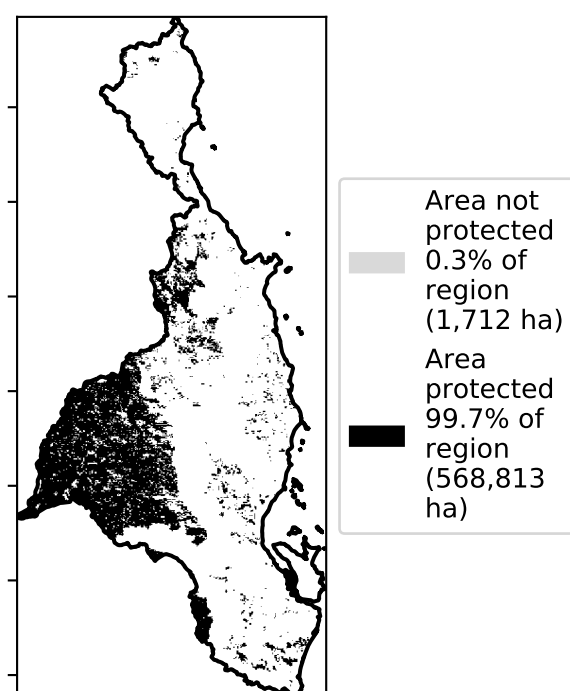 Area not
protected
0.3% of
region
(1,712 ha)
Area
protected
99.7% of
region
(568,813
ha)